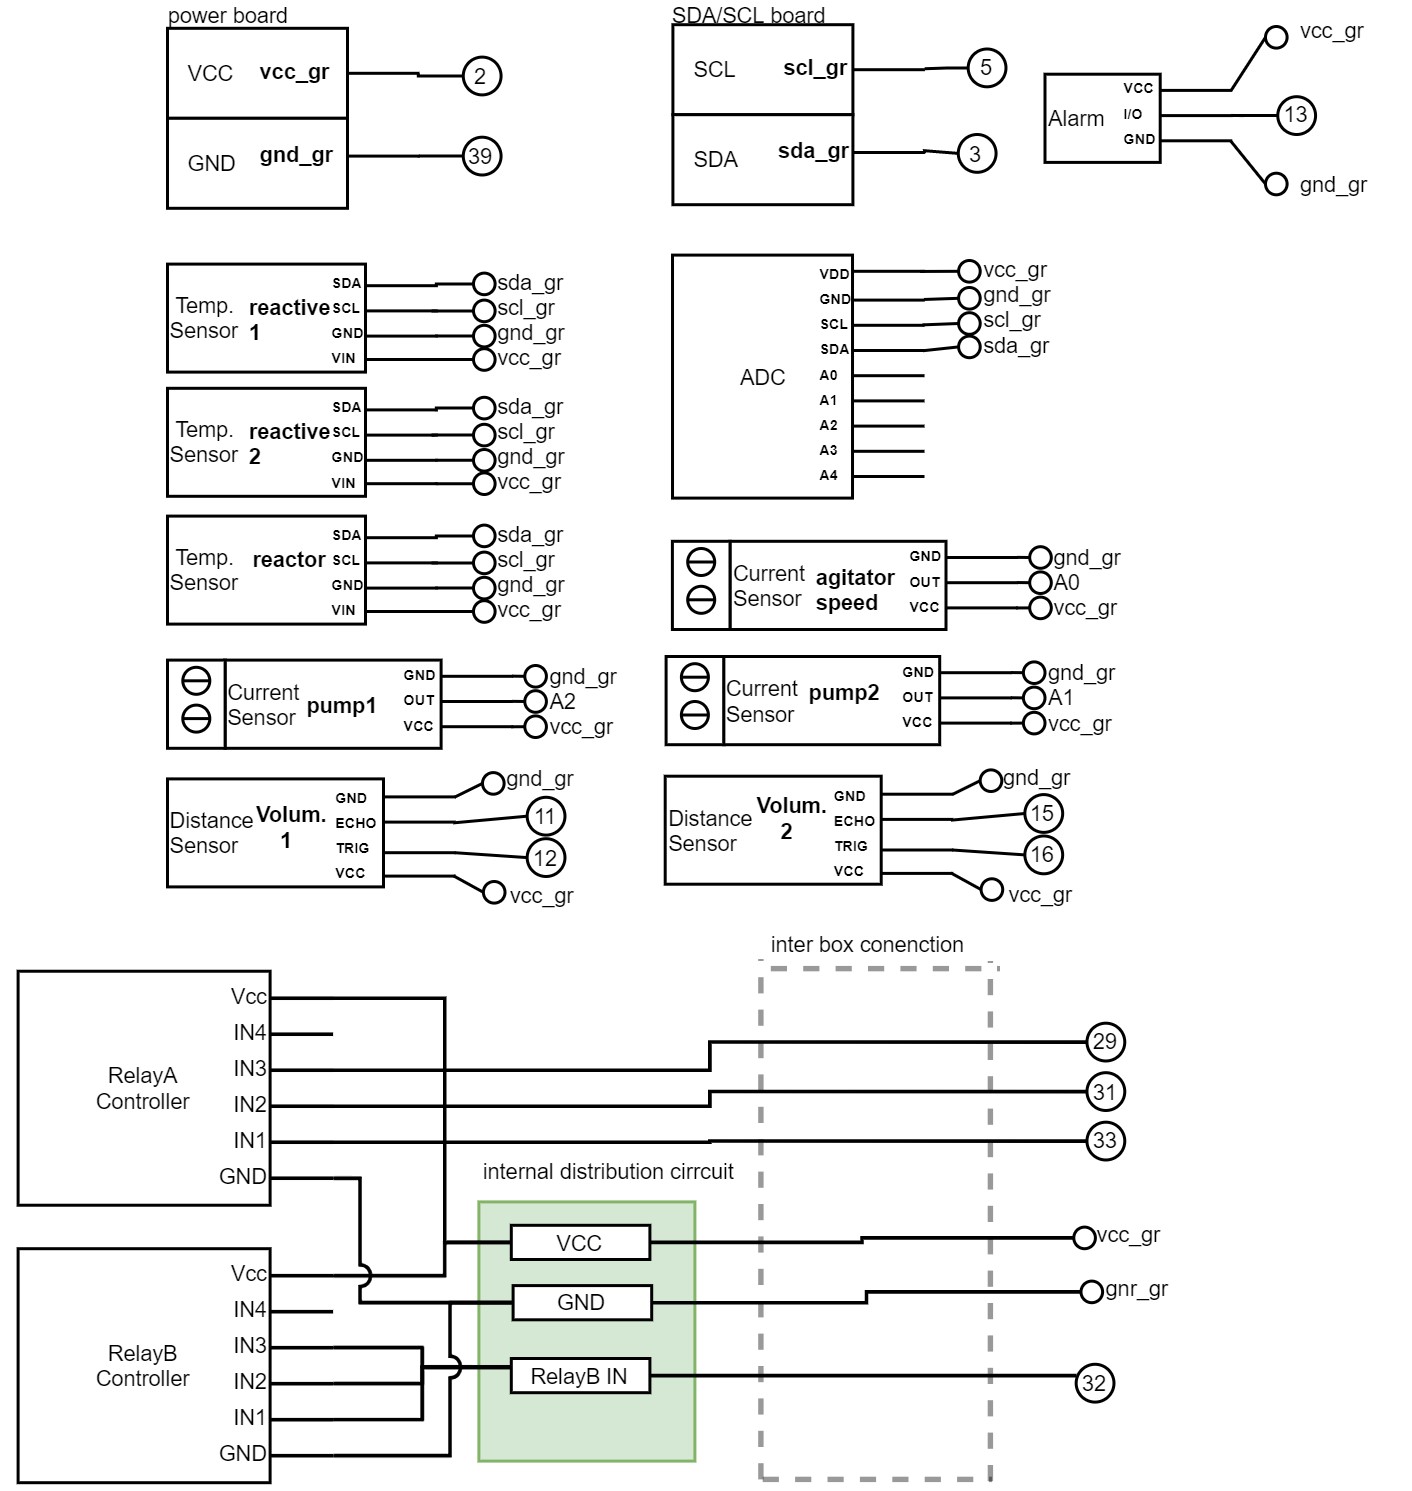 power board
VCC vcc_gr 2
GND gnd_gr 39
SDA/SCL board
SCL scl_gr 5
SDA sda_gr 3
Alarm
VCC vcc_gr
I/O 13
GND gnd_gr
Temp.
Sensor
reactive
1
SDA sda_gr
SCL scl_gr
GND gnd_gr
VIN vcc_gr
Temp.
Sensor
reactive
2
SDA sda_gr
SCL scl_gr
GND gnd_gr
VIN vcc_gr
Temp.
Sensor
reactor
SDA sda_gr
SCL scl_gr
GND gnd_gr
VIN vcc_gr
ADC
VDD vcc_gr
GND gnd_gr
SCL scl_gr
SDA sda_gr
A0
A1
A2
A3
A4
Current
Sensor
agitator
speed
GND gnd_gr
OUT A0
VCC vcc_gr
Current
Sensor
pump1
GND gnd_gr
OUT A2
VCC vcc_gr
Current
Sensor
pump2
GND gnd_gr
OUT A1
VCC vcc_gr
Distance
Sensor
Volum.
1
GND gnd_gr
ECHO 11
TRIG 12
VCC vcc_gr
Distance
Sensor
Volum.
2
GND gnd_gr
ECHO 15
TRIG 16
VCC vcc_gr
inter box conenction
RelayA
Controller
Vcc
IN4
IN3 29
IN2 31
IN1 33
GND
internal distribution cirrcuit
VCC vcc_gr
GND gnr_gr
RelayB IN 32
RelayB
Controller
Vcc
IN4
IN3
IN2
IN1
GND